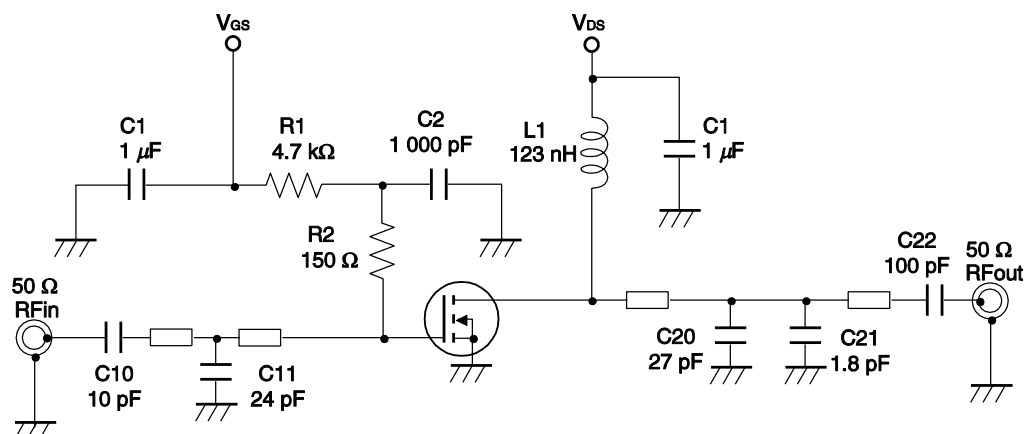 VGS
VDS
C1
1 μF
R1
4.7 kΩ
C2
1 000 pF
L1
123 nH
C1
1 μF
R2
150 Ω
50 Ω
RFin
C10
10 pF
C11
24 pF
C20
27 pF
C21
1.8 pF
C22
100 pF
50 Ω
RFout